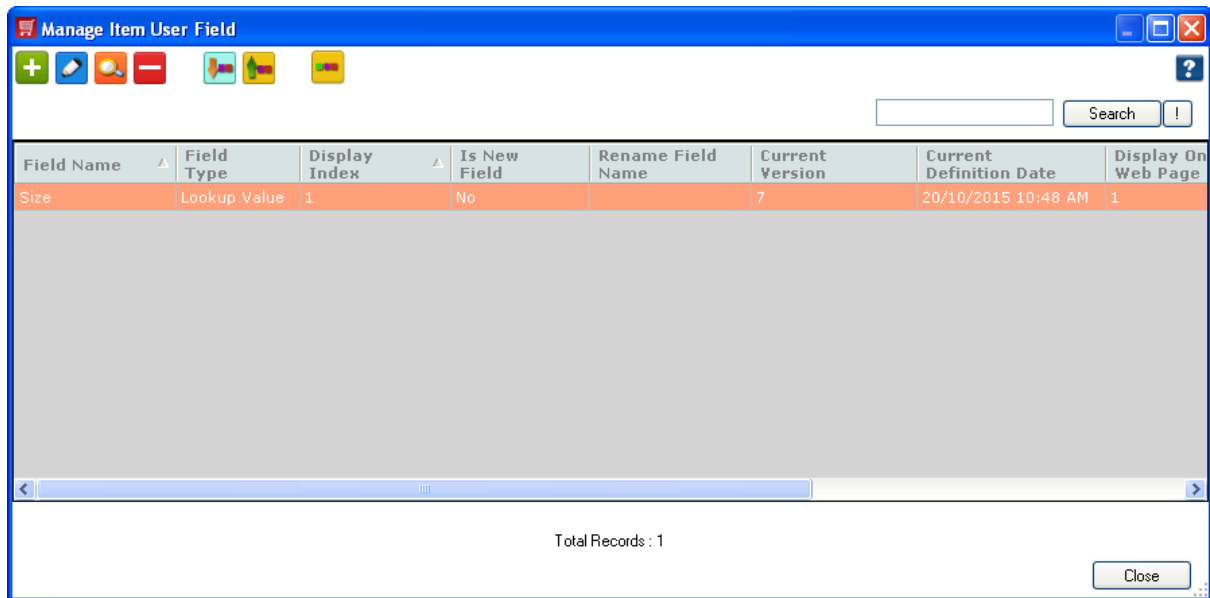 Manage Item User Field
?
Search !
Field Name Field Type Display Index Is New Field Rename Field Name Current Version Current Definition Date Display On Web Page
Size Lookup Value 1 No 7 20/10/2015 10:48 AM 1
Total Records : 1
Close